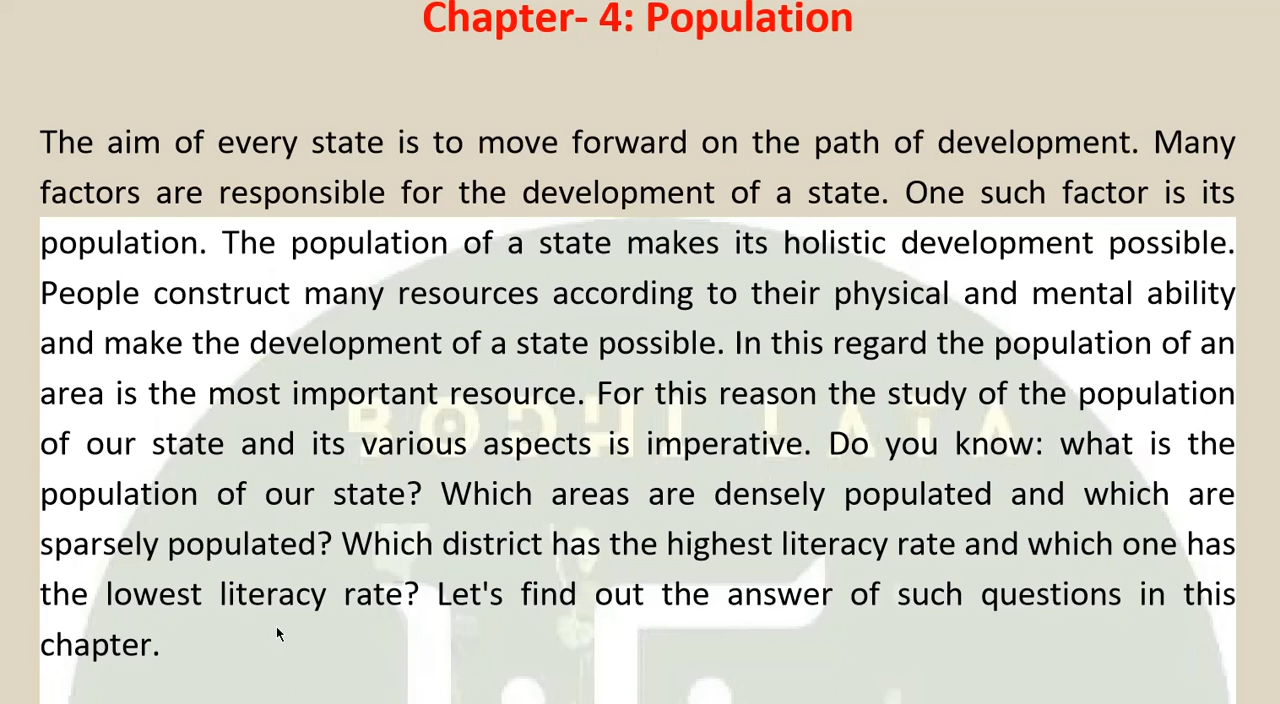 Chapter- 4: Population
The aim of every state is to move forward on the path of development. Many
factors are responsible for the development of a state. One such factor is its
population. The population of a state makes its holistic development possible.
People construct many resources according to their physical and mental ability
and make the development of a state possible. In this regard the population of an
area is the most important resource. For this reason the study of the population
of our state and its various aspects is imperative. Do you know: what is the
population of our state? Which areas are densely populated and which are
sparsely populated? Which district has the highest literacy rate and which one has
the lowest literacy rate? Let's find out the answer of such questions in this
chapter.
BODHI LATA